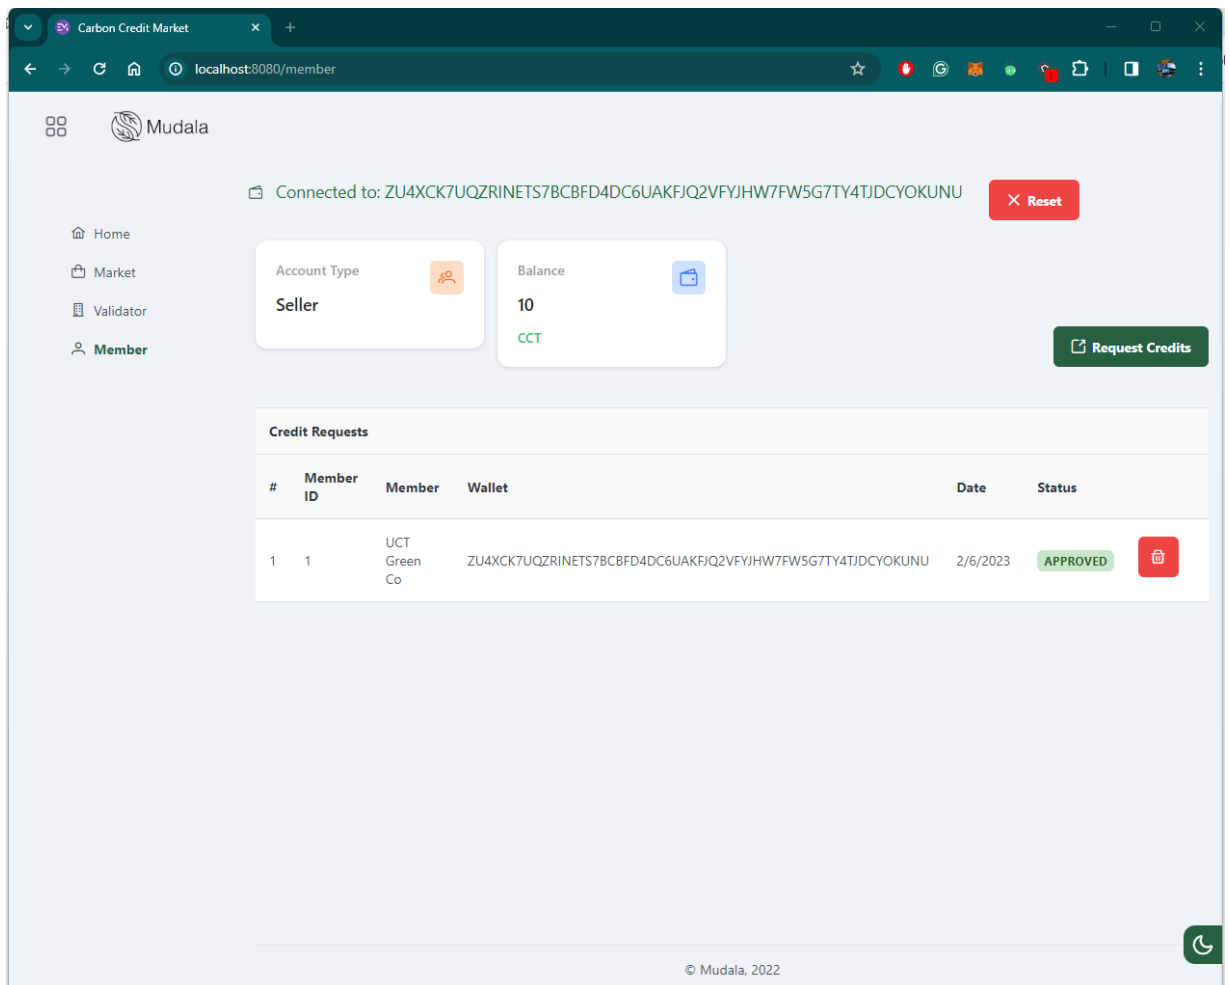 Carbon Credit Market
localhost:8080/member
Mudala
Connected to: ZU4XCK7UQZRINETS7BCBFD4DC6UAKFJQ2VFYJHW7FW5G7TY4TJDCYOKUNU
Reset
Home
Market
Validator
Member
Account Type
Seller
Balance
10
CCT
Request Credits
Credit Requests
# Member ID Member Wallet Date Status
1 1 UCT Green Co ZU4XCK7UQZRINETS7BCBFD4DC6UAKFJQ2VFYJHW7FW5G7TY4TJDCYOKUNU 2/6/2023 APPROVED
© Mudala, 2022